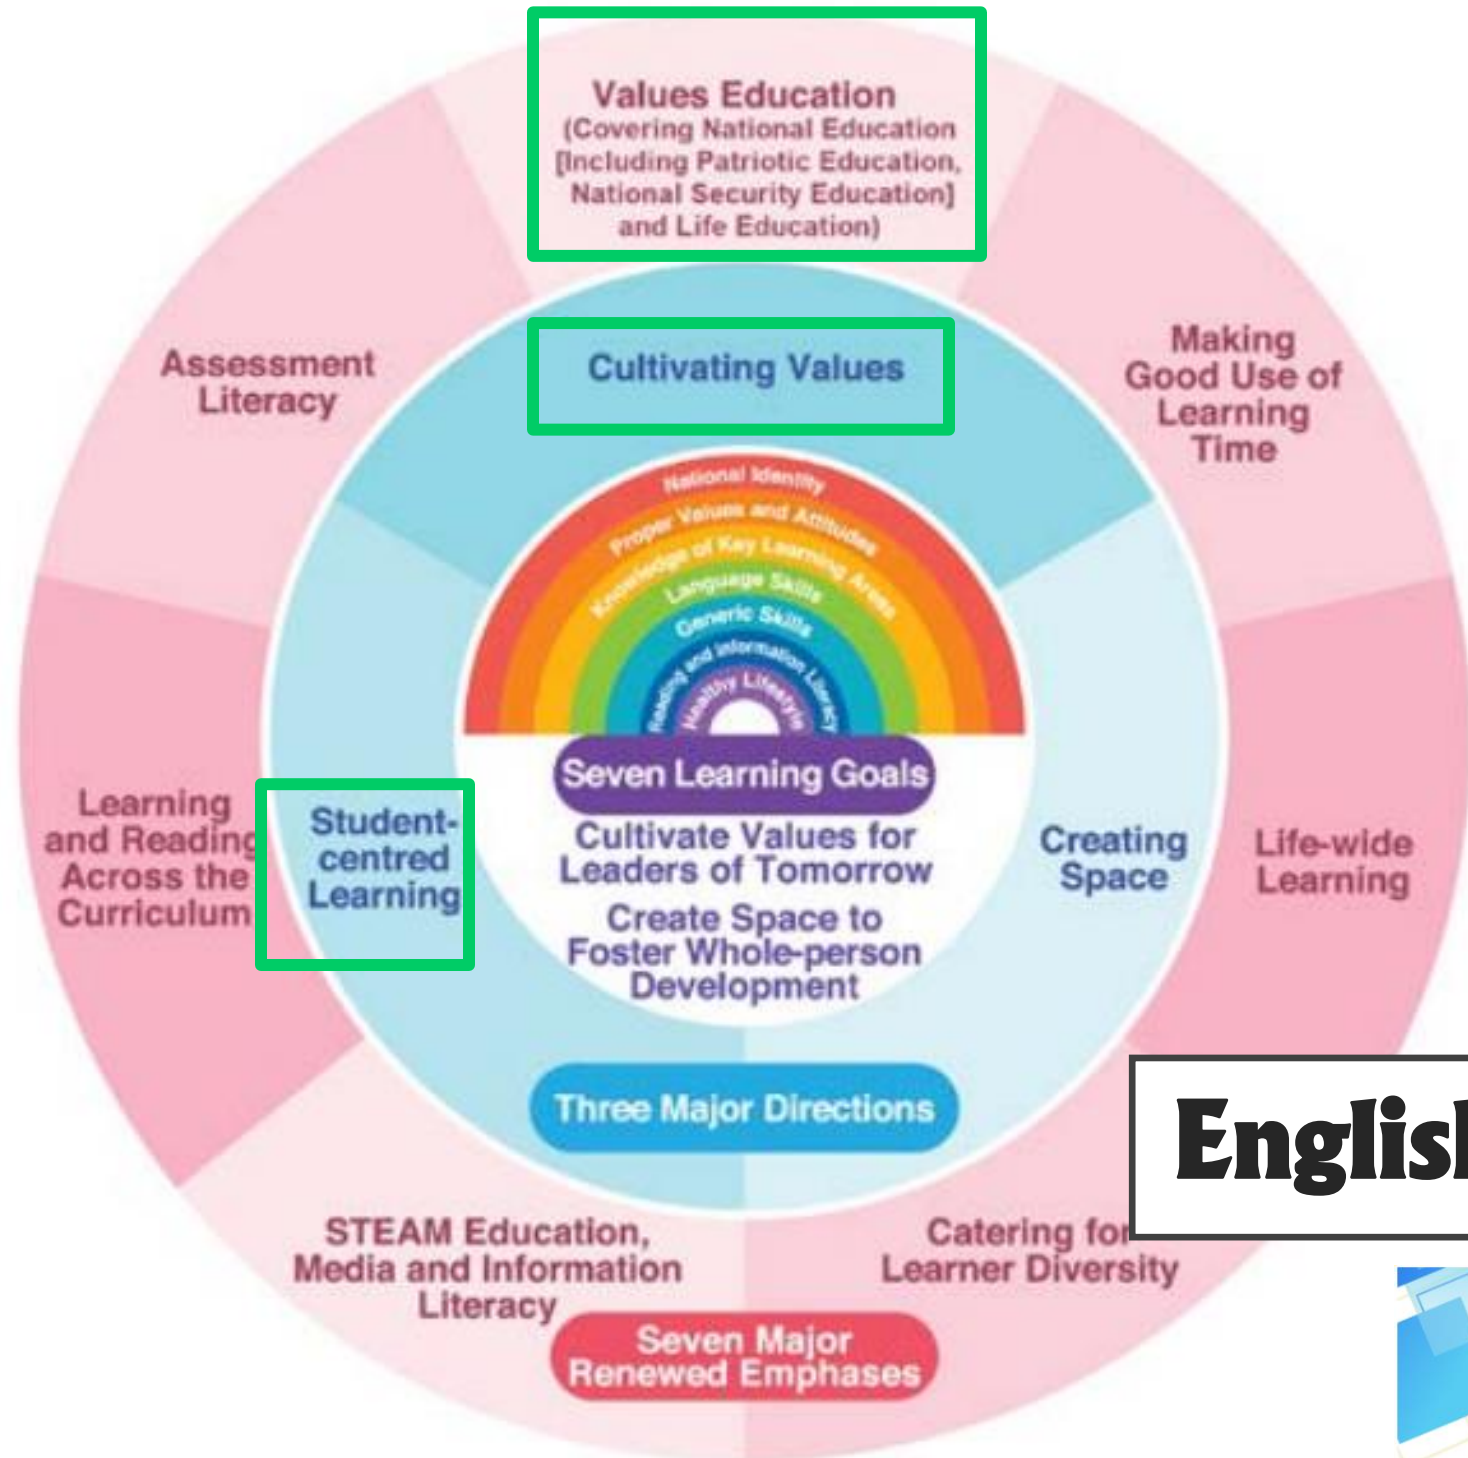 Values Education
(Covering National Education
[Including Patriotic Education,
National Security Education]
and Life Education)
Assessment
Literacy
Cultivating Values
Making
Good Use of
Learning
Time
National Identity
Proper Values and Attitudes
Knowledge of Key Learning Areas
Language Skills
Generic Skills
Reading and Information Literacy
Healthy Lifestyle
Seven Learning Goals
Cultivate Values for
Leaders of Tomorrow
Create Space to
Foster Whole-person
Development
Learning
and Reading
Across the
Curriculum
Student-
centred
Learning
Creating
Space
Life-wide
Learning
Three Major Directions
English
STEAM Education,
Media and Information
Literacy
Catering for
Learner Diversity
Seven Major
Renewed Emphases